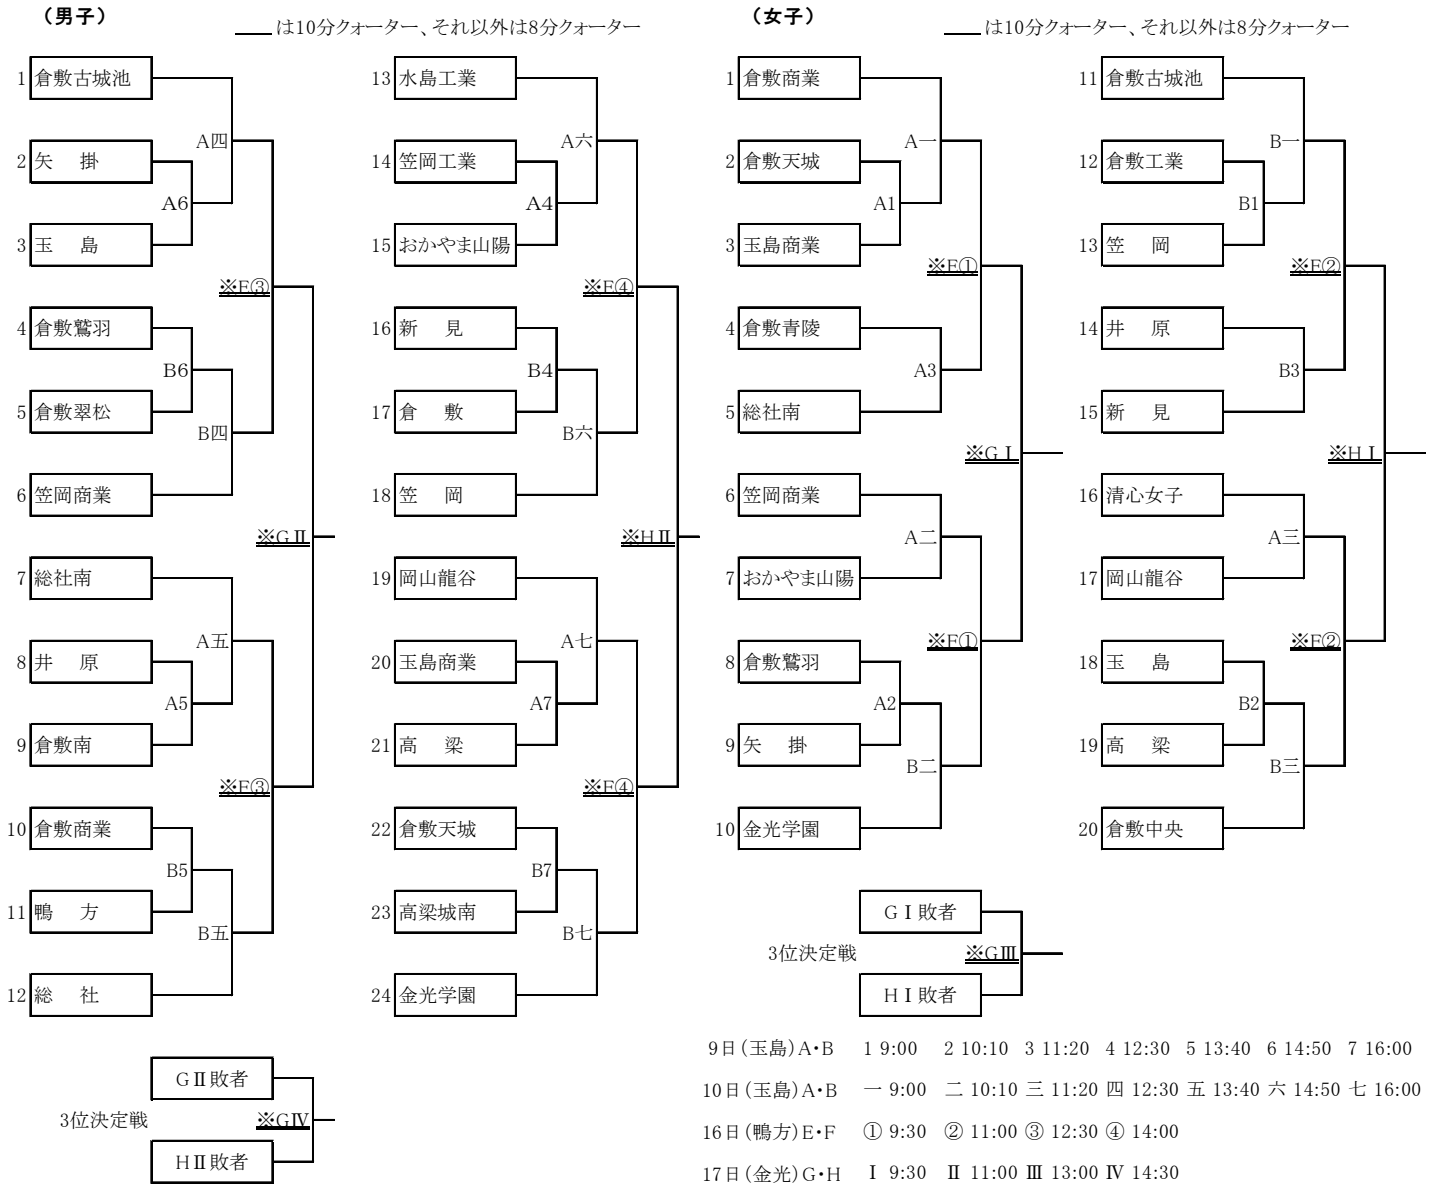 （男子）
＿＿ は10分クォーター、それ以外は8分クォーター
1 倉敷古城池
2 矢　掛
3 玉　島
4 倉敷鷲羽
5 倉敷翠松
6 笠岡商業
7 総社南
8 井　原
9 倉敷南
10 倉敷商業
11 鴨　方
12 総　社
A四
A6
※E③
B6
B四
※GⅡ
A五
A5
※F③
B5
B五
13 水島工業
14 笠岡工業
15 おかやま山陽
16 新　見
17 倉　敷
18 笠　岡
19 岡山龍谷
20 玉島商業
21 高　梁
22 倉敷天城
23 高梁城南
24 金光学園
A六
A4
※E④
B4
B六
※HⅡ
A七
A7
※F④
B7
B七
GⅡ敗者
3位決定戦
※GⅣ
HⅡ敗者
（女子）
＿＿ は10分クォーター、それ以外は8分クォーター
1 倉敷商業
2 倉敷天城
3 玉島商業
4 倉敷青陵
5 総社南
6 笠岡商業
7 おかやま山陽
8 倉敷鷲羽
9 矢　掛
10 金光学園
A一
A1
※E①
A3
※GⅠ
A二
※F①
A2
B二
11 倉敷古城池
12 倉敷工業
13 笠　岡
14 井　原
15 新　見
16 清心女子
17 岡山龍谷
18 玉　島
19 高　梁
20 倉敷中央
B一
B1
※E②
B3
※HⅠ
A三
※F②
B2
B三
GⅠ敗者
3位決定戦
※GⅢ
HⅠ敗者
9日（玉島）A・B　1 9:00　2 10:10　3 11:20　4 12:30　5 13:40　6 14:50　7 16:00
10日（玉島）A・B　一 9:00　二 10:10　三 11:20　四 12:30　五 13:40　六 14:50　七 16:00
16日（鴨方）E・F　① 9:30　② 11:00　③ 12:30　④ 14:00
17日（金光）G・H　Ⅰ 9:30　Ⅱ 11:00　Ⅲ 13:00　Ⅳ 14:30